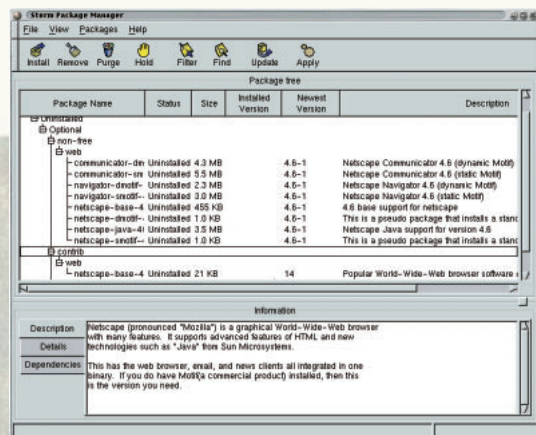 Storm Package Manager
File View Packages Help
Install Remove Purge Hold Filter Find Update Apply
Package tree
Package Name Status Size Installed Version Newest Version Description
Uninstalled
Optional
non-free
web
communicator-dm Uninstalled 4.3 MB 4.6-1 Netscape Communicator 4.6 (dynamic Motif)
communicator-sm Uninstalled 5.5 MB 4.6-1 Netscape Communicator 4.6 (static Motif)
navigator-dmotif- Uninstalled 2.3 MB 4.6-1 Netscape Navigator 4.6 (dynamic Motif)
navigator-smotif- Uninstalled 3.0 MB 4.6-1 Netscape Navigator 4.6 (static Motif)
netscape-base-4 Uninstalled 455 KB 4.6-1 4.6 base support for netscape
netscape-dmotif- Uninstalled 1.0 KB 4.6-1 This is a pseudo package that installs a stanc
netscape-java-4 Uninstalled 3.5 MB 4.6-1 Netscape Java support for version 4.6
netscape-smotif- Uninstalled 1.0 KB 4.6-1 This is a pseudo package that installs a stanc
contrib
web
netscape-base-4 Uninstalled 21 KB 14 Popular World-Wide-Web browser software
Information
Description
Details
Dependencies
Netscape (pronounced "Mozilla") is a graphical World-Wide-Web browser
with many features. It supports advanced features of HTML and new
technologies such as "Java" from Sun Microsystems.
This has the web browser, email, and news clients all integrated in one
binary. If you do have Motif(a commercial product) installed, then this
is the version you need.